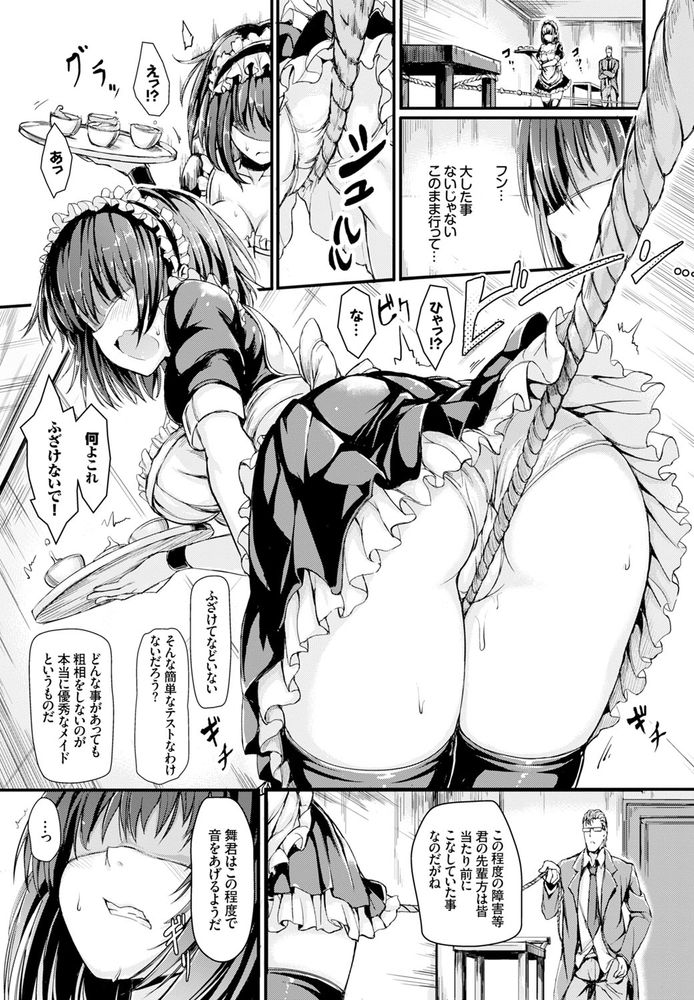 フン…
大した事
ないじゃない
このまま行って
…
ジュルル
えっ!?
グラッ
あっ
ひゃっ!?
ビク
な…
何よこれ
ふざけないで！
ふざけてなどいない
そんな簡単なテストなわけ
ないだろう？
どんな事があっても
粗相をしないのが
本当に優秀なメイド
というものだ
ギチ
この程度の障害等
君の先輩方は皆
当たり前に
こなしていた事
なのだがね
舞君はこの程度で
音をあげるようだ
…っ